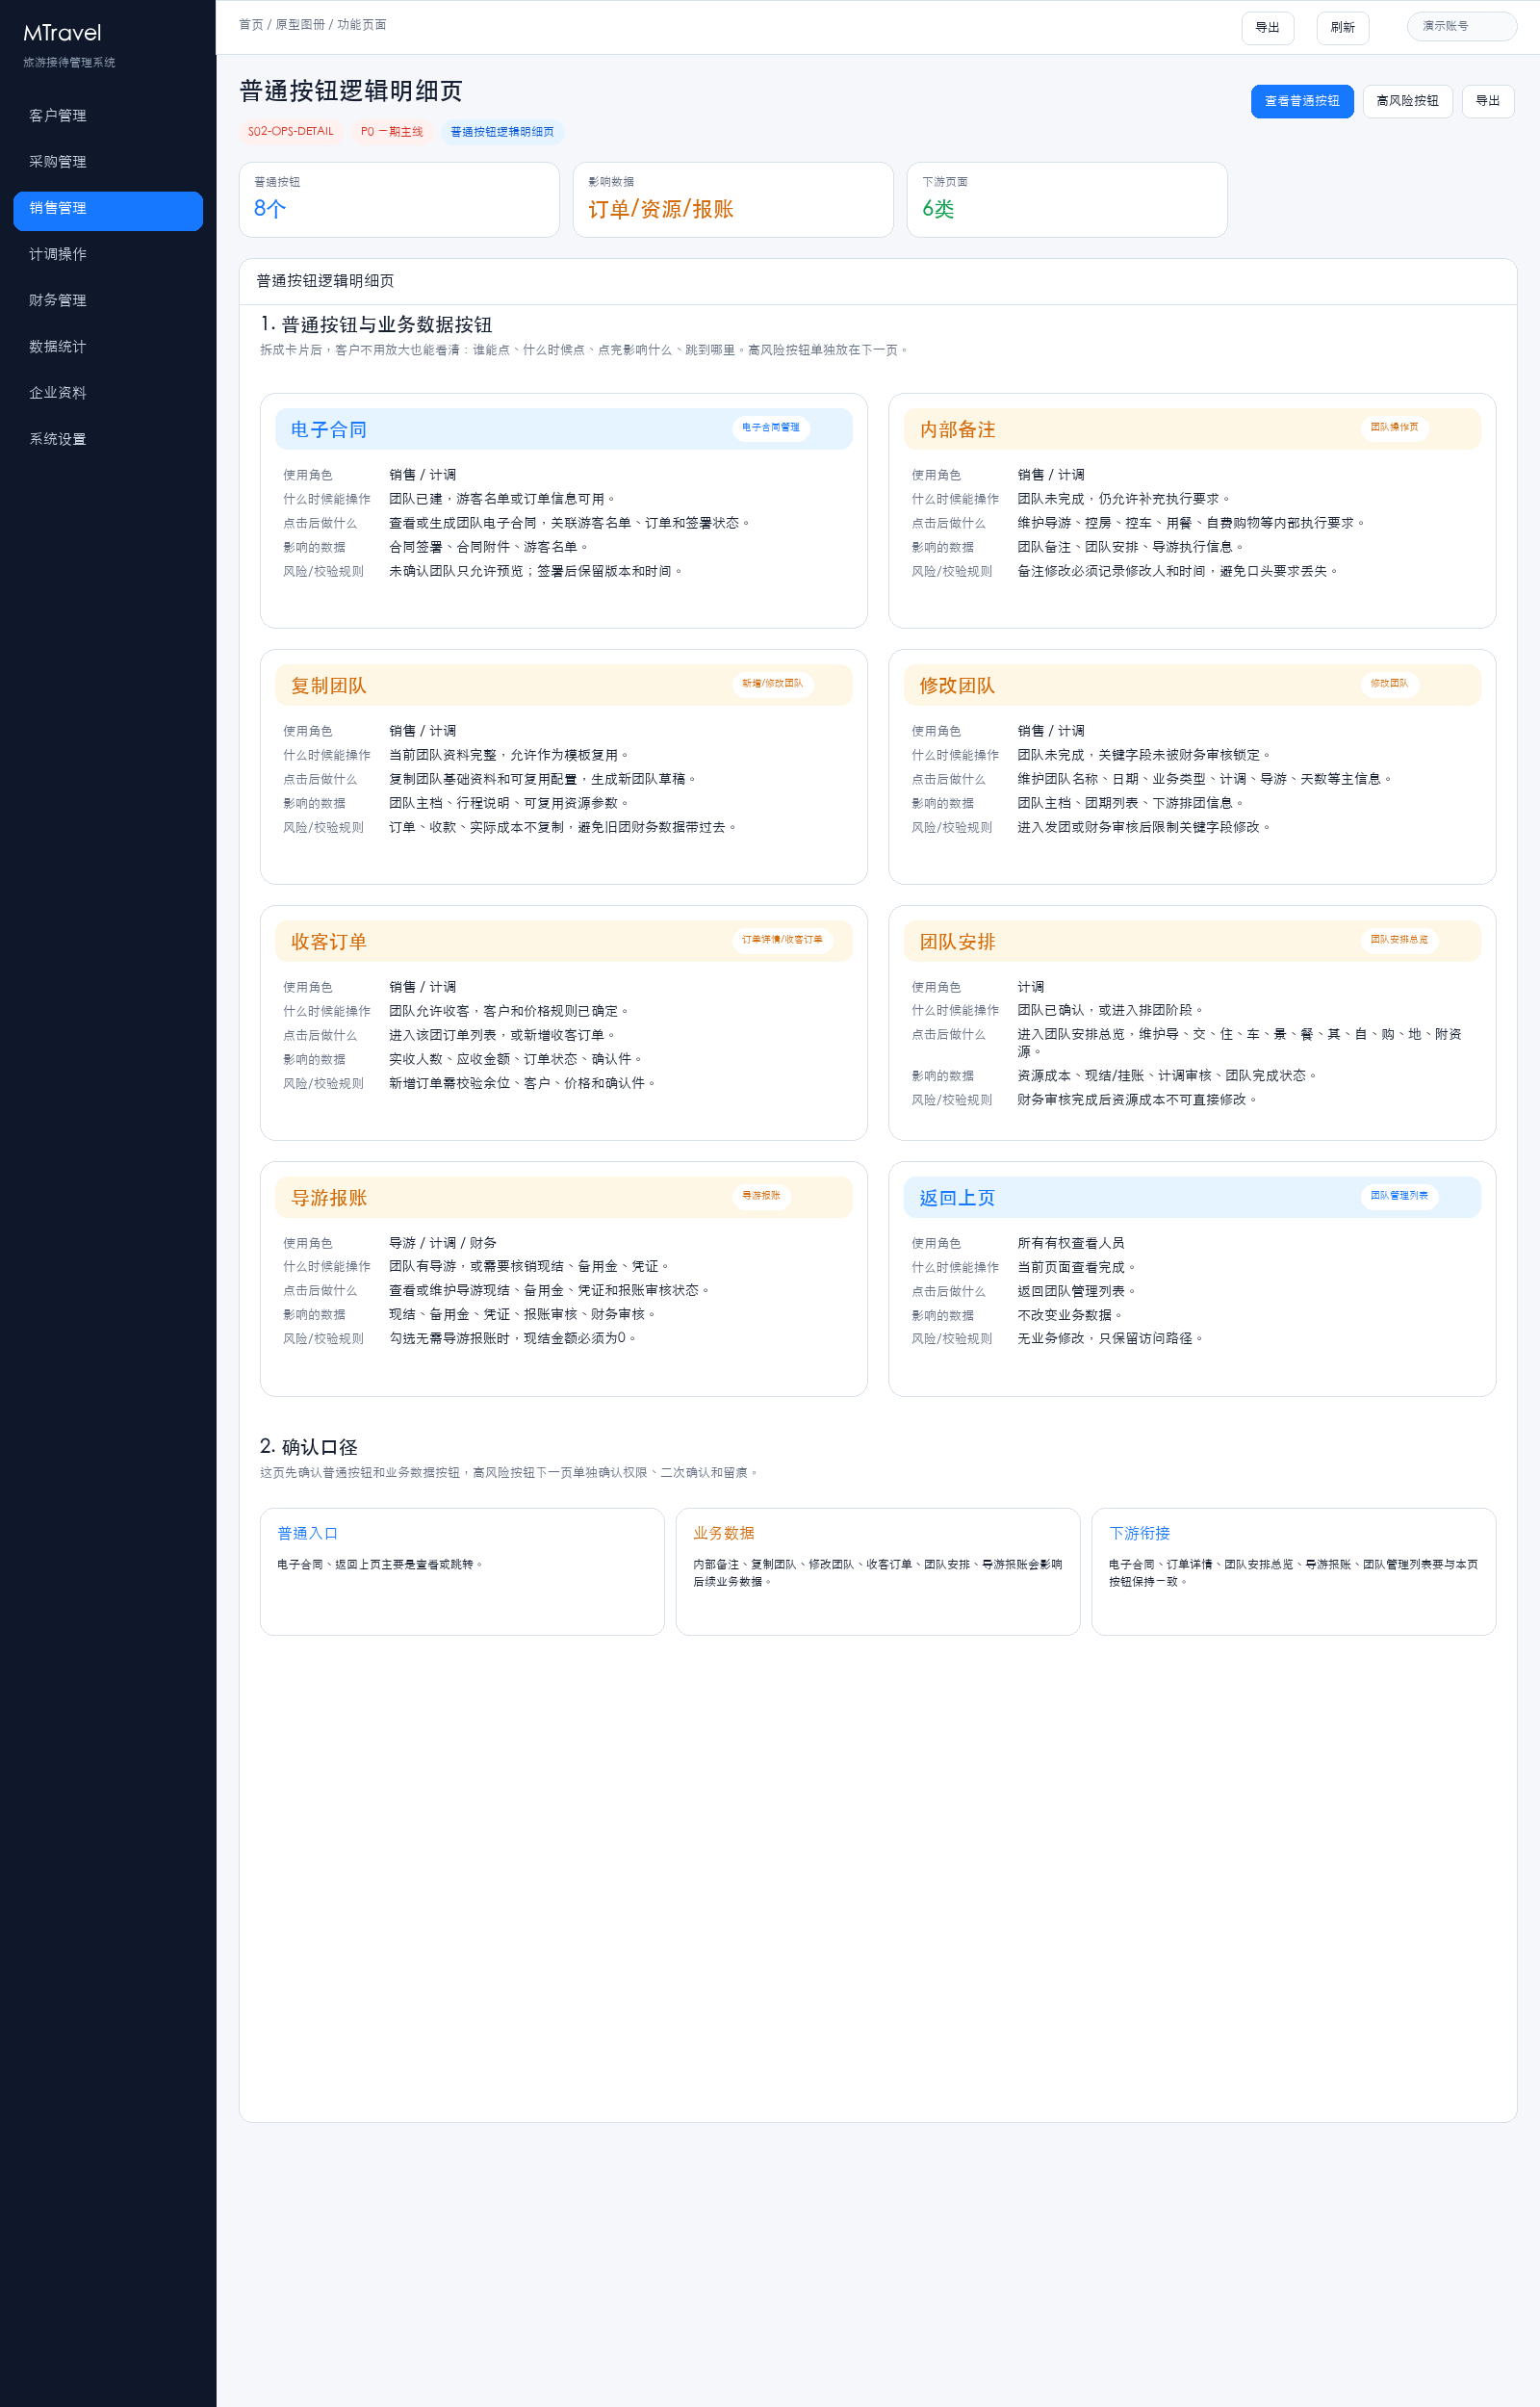 MTravel
旅游接待管理系统
客户管理
采购管理
销售管理
计调操作
财务管理
数据统计
企业资料
系统设置
首页 / 原型图册 / 功能页面
导出
刷新
演示账号
普通按钮逻辑明细页
查看普通按钮
高风险按钮
导出
S02-OPS-DETAIL
P0 一期主线
普通按钮逻辑明细页
普通按钮
8个
影响数据
订单/资源/报账
下游页面
6类
普通按钮逻辑明细页
1. 普通按钮与业务数据按钮
拆成卡片后，客户不用放大也能看清：谁能点、什么时候点、点完影响什么、跳到哪里。高风险按钮单独放在下一页。
电子合同
电子合同管理
使用角色 销售 / 计调
什么时候能操作 团队已建，游客名单或订单信息可用。
点击后做什么 查看或生成团队电子合同，关联游客名单、订单和签署状态。
影响的数据 合同签署、合同附件、游客名单。
风险/校验规则 未确认团队只允许预览；签署后保留版本和时间。
内部备注
团队操作页
使用角色 销售 / 计调
什么时候能操作 团队未完成，仍允许补充执行要求。
点击后做什么 维护导游、控房、控车、用餐、自费购物等内部执行要求。
影响的数据 团队备注、团队安排、导游执行信息。
风险/校验规则 备注修改必须记录修改人和时间，避免口头要求丢失。
复制团队
新增/修改团队
使用角色 销售 / 计调
什么时候能操作 当前团队资料完整，允许作为模板复用。
点击后做什么 复制团队基础资料和可复用配置，生成新团队草稿。
影响的数据 团队主档、行程说明、可复用资源参数。
风险/校验规则 订单、收款、实际成本不复制，避免旧团财务数据带过去。
修改团队
修改团队
使用角色 销售 / 计调
什么时候能操作 团队未完成，关键字段未被财务审核锁定。
点击后做什么 维护团队名称、日期、业务类型、计调、导游、天数等主信息。
影响的数据 团队主档、团期列表、下游排团信息。
风险/校验规则 进入发团或财务审核后限制关键字段修改。
收客订单
订单详情/收客订单
使用角色 销售 / 计调
什么时候能操作 团队允许收客，客户和价格规则已确定。
点击后做什么 进入该团订单列表，或新增收客订单。
影响的数据 实收人数、应收金额、订单状态、确认件。
风险/校验规则 新增订单需校验余位、客户、价格和确认件。
团队安排
团队安排总览
使用角色 计调
什么时候能操作 团队已确认，或进入排团阶段。
点击后做什么 进入团队安排总览，维护导、交、住、车、景、餐、其、自、购、地、附资
源。
影响的数据 资源成本、现结/挂账、计调审核、团队完成状态。
风险/校验规则 财务审核完成后资源成本不可直接修改。
导游报账
导游报账
使用角色 导游 / 计调 / 财务
什么时候能操作 团队有导游，或需要核销现结、备用金、凭证。
点击后做什么 查看或维护导游现结、备用金、凭证和报账审核状态。
影响的数据 现结、备用金、凭证、报账审核、财务审核。
风险/校验规则 勾选无需导游报账时，现结金额必须为0。
返回上页
团队管理列表
使用角色 所有有权查看人员
什么时候能操作 当前页面查看完成。
点击后做什么 返回团队管理列表。
影响的数据 不改变业务数据。
风险/校验规则 无业务修改，只保留访问路径。
2. 确认口径
这页先确认普通按钮和业务数据按钮，高风险按钮下一页单独确认权限、二次确认和留痕。
普通入口
电子合同、返回上页主要是查看或跳转。
业务数据
内部备注、复制团队、修改团队、收客订单、团队安排、导游报账会影响
后续业务数据。
下游衔接
电子合同、订单详情、团队安排总览、导游报账、团队管理列表要与本页
按钮保持一致。